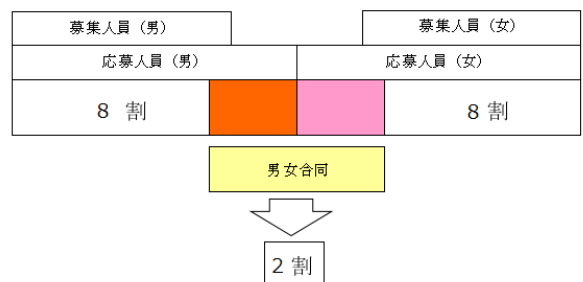 募集人員（男）
募集人員（女）
応募人員（男）
応募人員（女）
8 割
8 割
男女合同
2 割